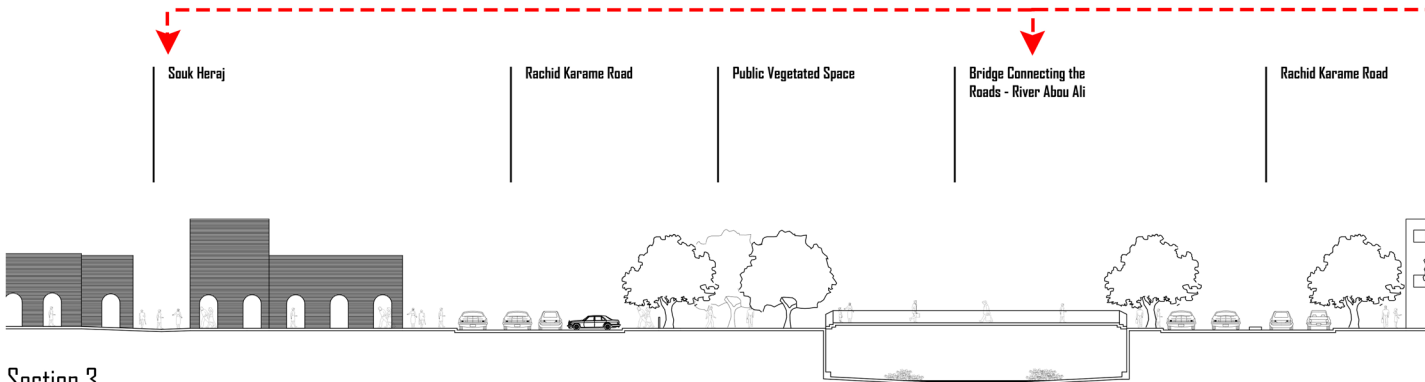 Souk Heraj
Rachid Karame Road
Public Vegetated Space
Bridge Connecting the
Roads - River Abou Ali
Rachid Karame Road
Section 3